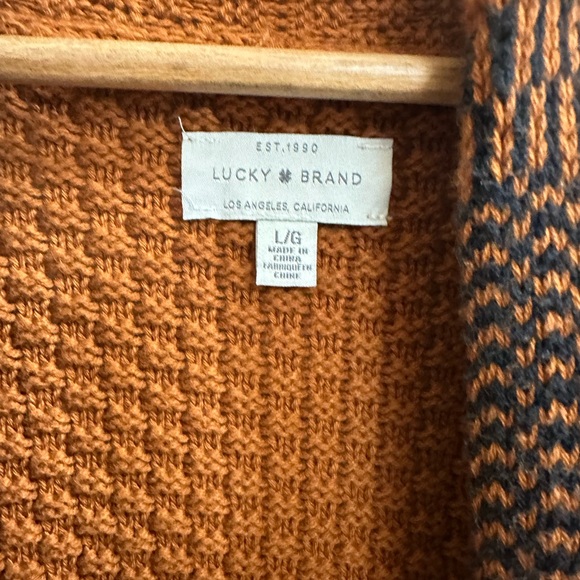 EST.1990
LUCKY BRAND
LOS ANGELES, CALIFORNIA
L/G
MADE IN
CHINA
FABRIQUÉ EN
CHINE